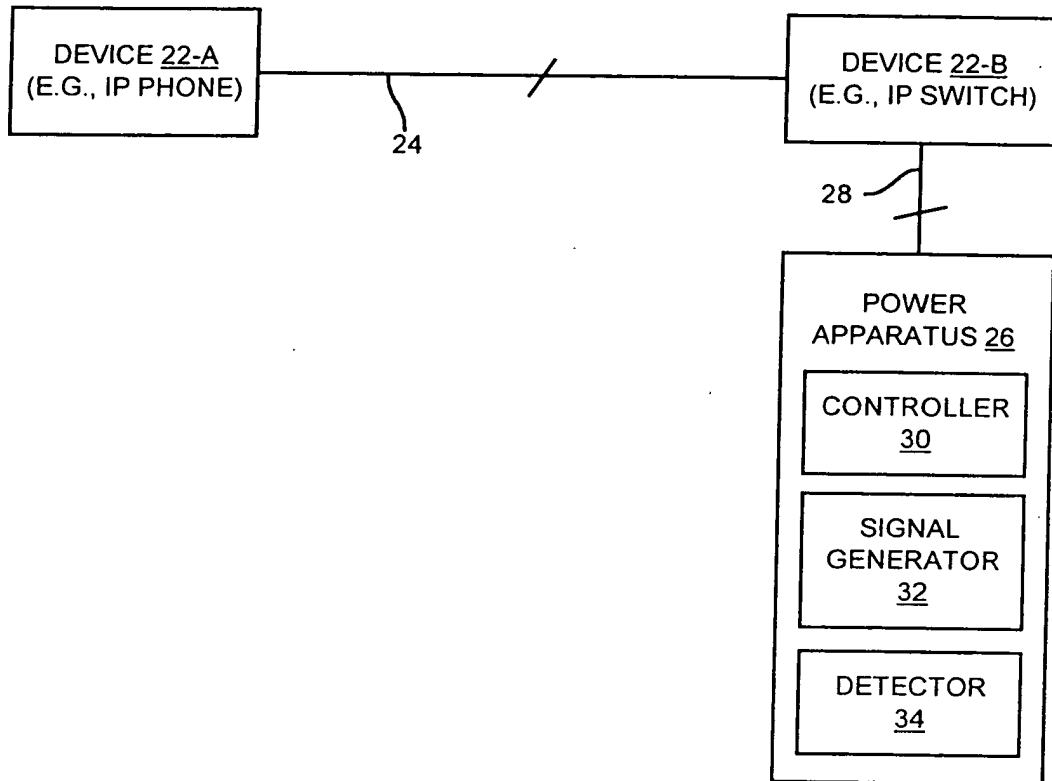 DEVICE 22-A
(E.G., IP PHONE)
24
DEVICE 22-B
(E.G., IP SWITCH)
28
POWER
APPARATUS 26
CONTROLLER
30
SIGNAL
GENERATOR
32
DETECTOR
34